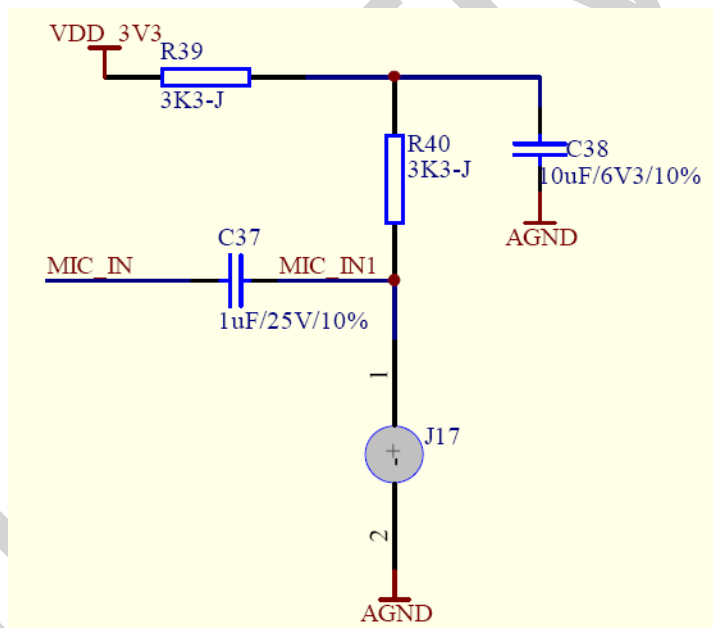 VDD_3V3
R39
3K3-J
R40
3K3-J
C38
10uF/6V3/10%
AGND
C37
MIC_IN
MIC_IN1
1uF/25V/10%
1
J17
2
AGND